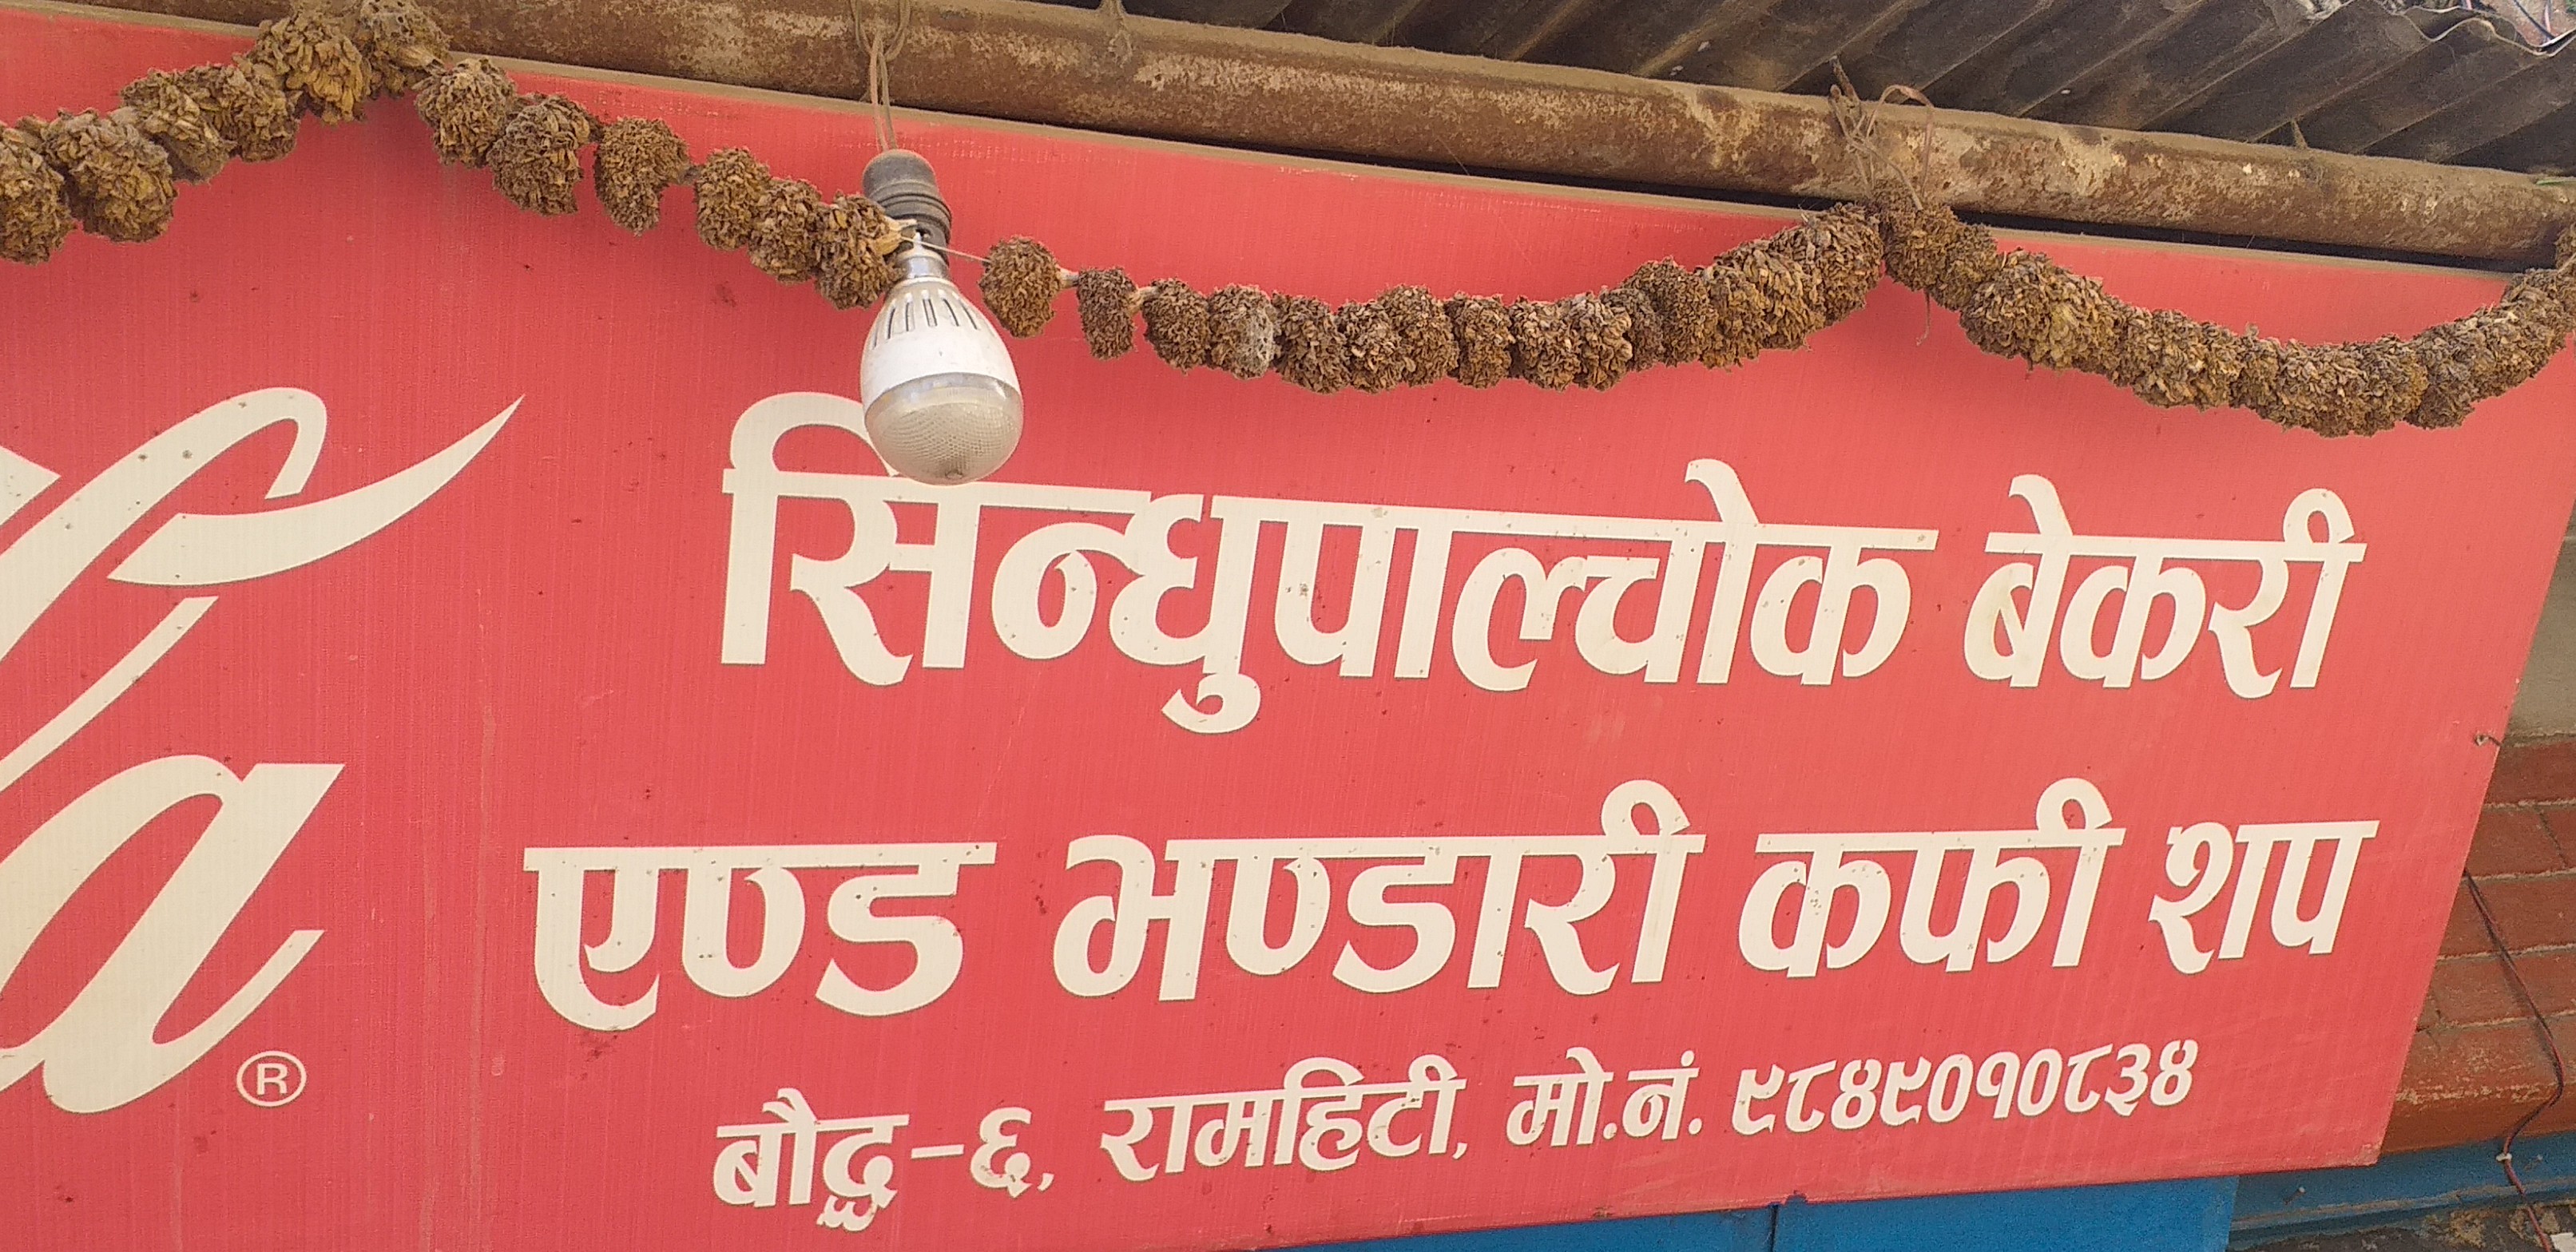 सिन्धुपाल्चोक बेकरी
एण्ड भण्डारी कफी शप
®
बौद्ध-६, रामहिटी, मो.नं. ९८४९०१०८३४